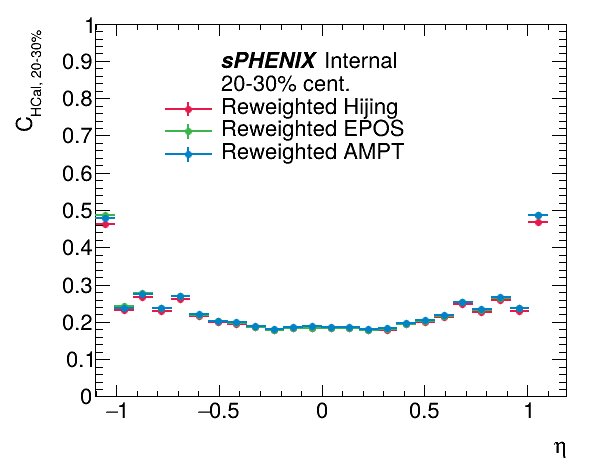 C_HCal, 20-30%
1
0.9
0.8
0.7
0.6
0.5
0.4
0.3
0.2
0.1
0
sPHENIX Internal
20-30% cent.
Reweighted Hijing
Reweighted EPOS
Reweighted AMPT
−1 −0.5 0 0.5 1
η